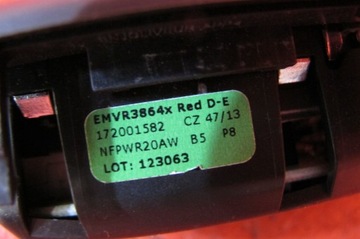 EMVR3864x Red D-E
172001582 CZ 47/13
NFPWR20AW B5 P8
LOT: 123063